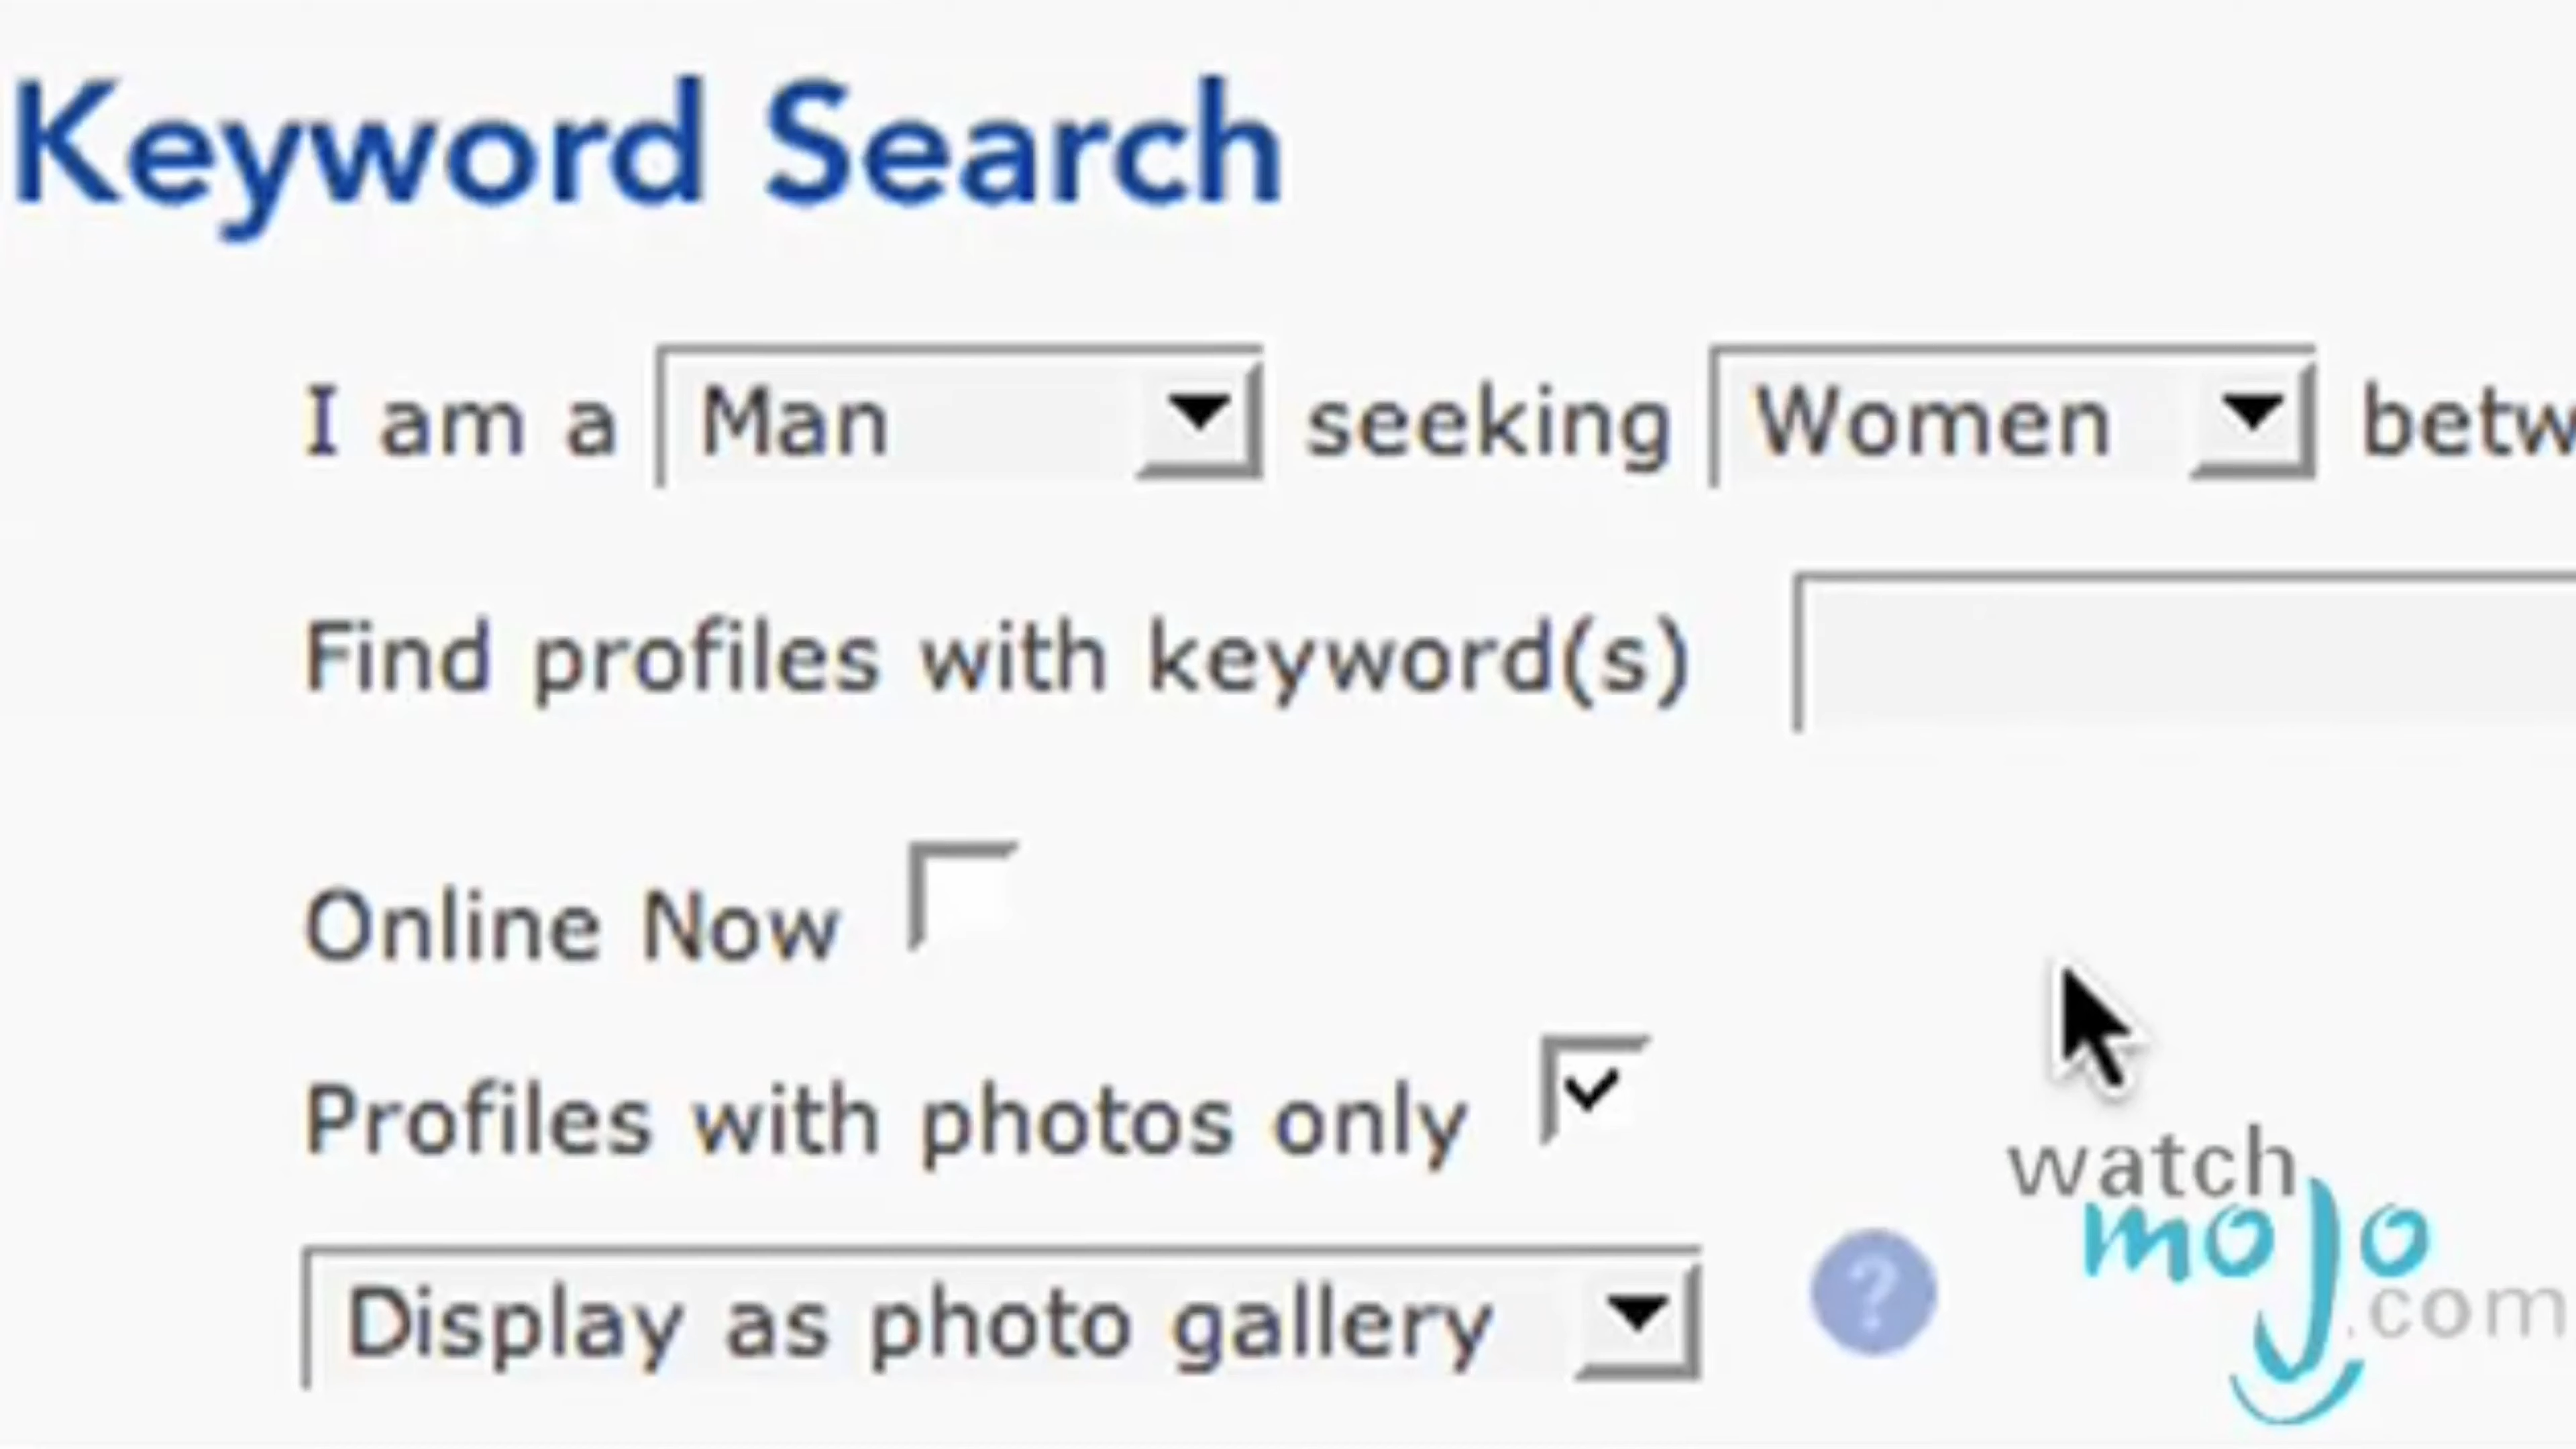 Keyword Search
I am a Man seeking Women betw
Find profiles with keyword(s)
Online Now
Profiles with photos only
Display as photo gallery ?
watch
mojo
.com